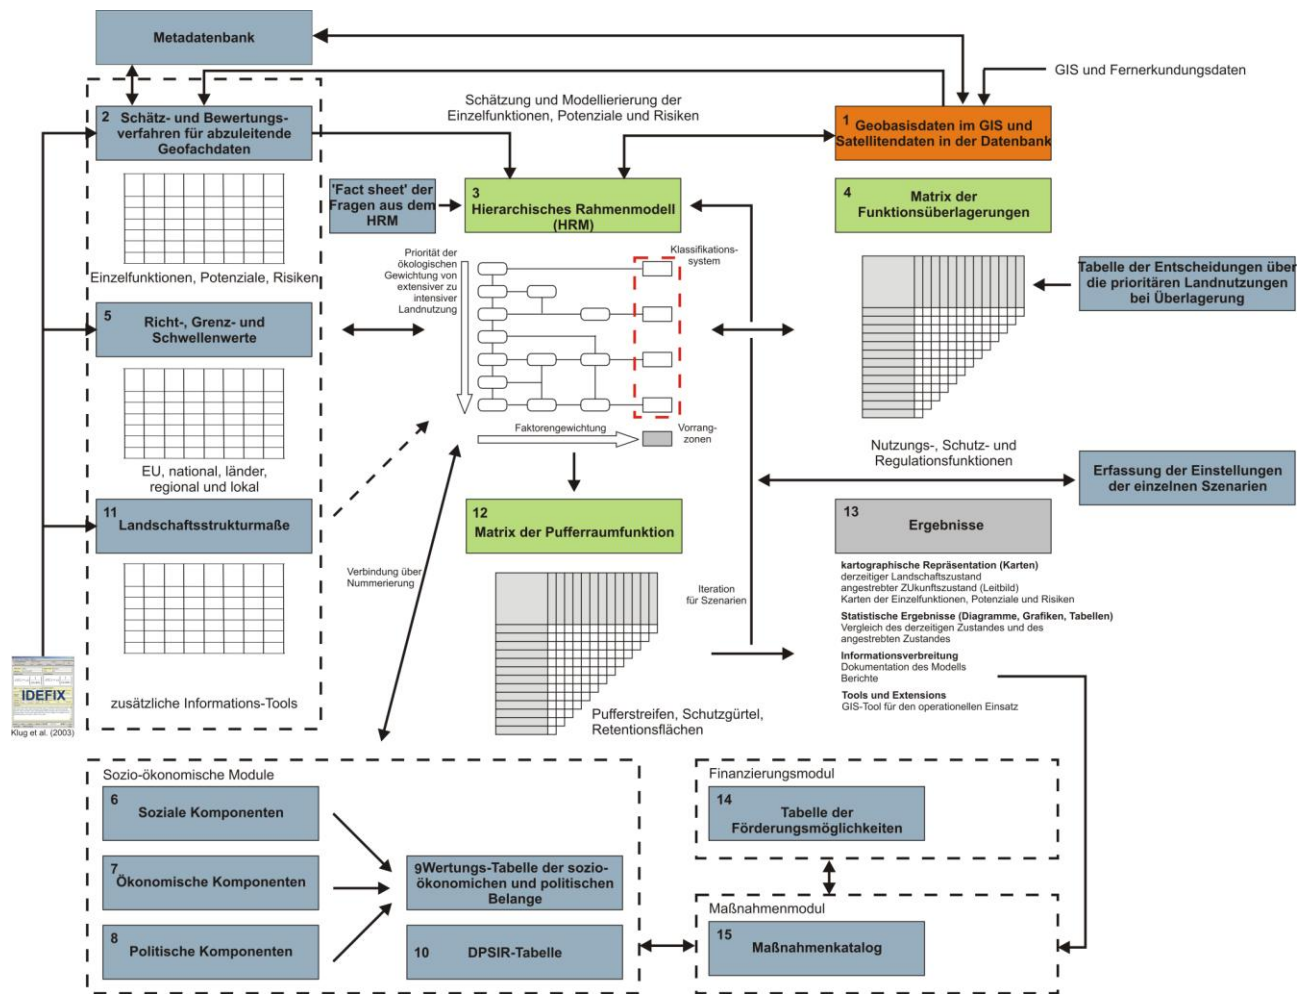 Metadatenbank
GIS und Fernerkundungsdaten
2 Schätz- und Bewertungs-
verfahren für abzuleitende
Geofachdaten
Schätzung und Modellierierung der
Einzelfunktionen, Potenziale und Risiken
1 Geobasisdaten im GIS und
Satellitendaten in der Datenbank
'Fact sheet' der
Fragen aus dem
HRM
3
Hierarchisches Rahmenmodell
(HRM)
4
Matrix der
Funktionsüberlagerungen
Einzelfunktionen, Potenziale, Risiken
Priorität der
ökologischen
Gewichtung von
extensiver zu
intensiver
Landnutzung
Klassifikations-
system
Tabelle der Entscheidungen über
die prioritären Landnutzungen
bei Überlagerung
5
Richt-, Grenz- und
Schwellenwerte
EU, national, länder,
regional und lokal
Faktorengewichtung
Vorrang-
zonen
Nutzungs-, Schutz- und
Regulationsfunktionen
Erfassung der Einstellungen
der einzelnen Szenarien
11
Landschaftsstrukturmaße
12
Matrix der Pufferraumfunktion
13
Ergebnisse
kartographische Repräsentation (Karten)
derzeitiger Landschaftszustand
angestrebter ZUkunftszustand (Leitbild)
Karten der Einzelfunktionen, Potenziale und Risiken
Statistische Ergebnisse (Diagramme, Grafiken, Tabellen)
Vergleich des derzeitigen Zustandes und des
angestrebten Zustandes
Informationsverbreitung
Dokumentation des Modells
Berichte
Tools und Extensions
GIS-Tool für den operationellen Einsatz
Verbindung über
Nummerierung
Iteration
für Szenarien
IDEFIX
Klug et al. (2003)
zusätzliche Informations-Tools
Pufferstreifen, Schutzgürtel,
Retentionsflächen
Sozio-ökonomische Module
6
Soziale Komponenten
7
Ökonomische Komponenten
8
Politische Komponenten
9 Wertungs-Tabelle der sozio-
ökonomichen und politischen
Belange
10 DPSIR-Tabelle
Finanzierungsmodul
14
Tabelle der
Förderungsmöglichkeiten
Maßnahmenmodul
15
Maßnahmenkatalog